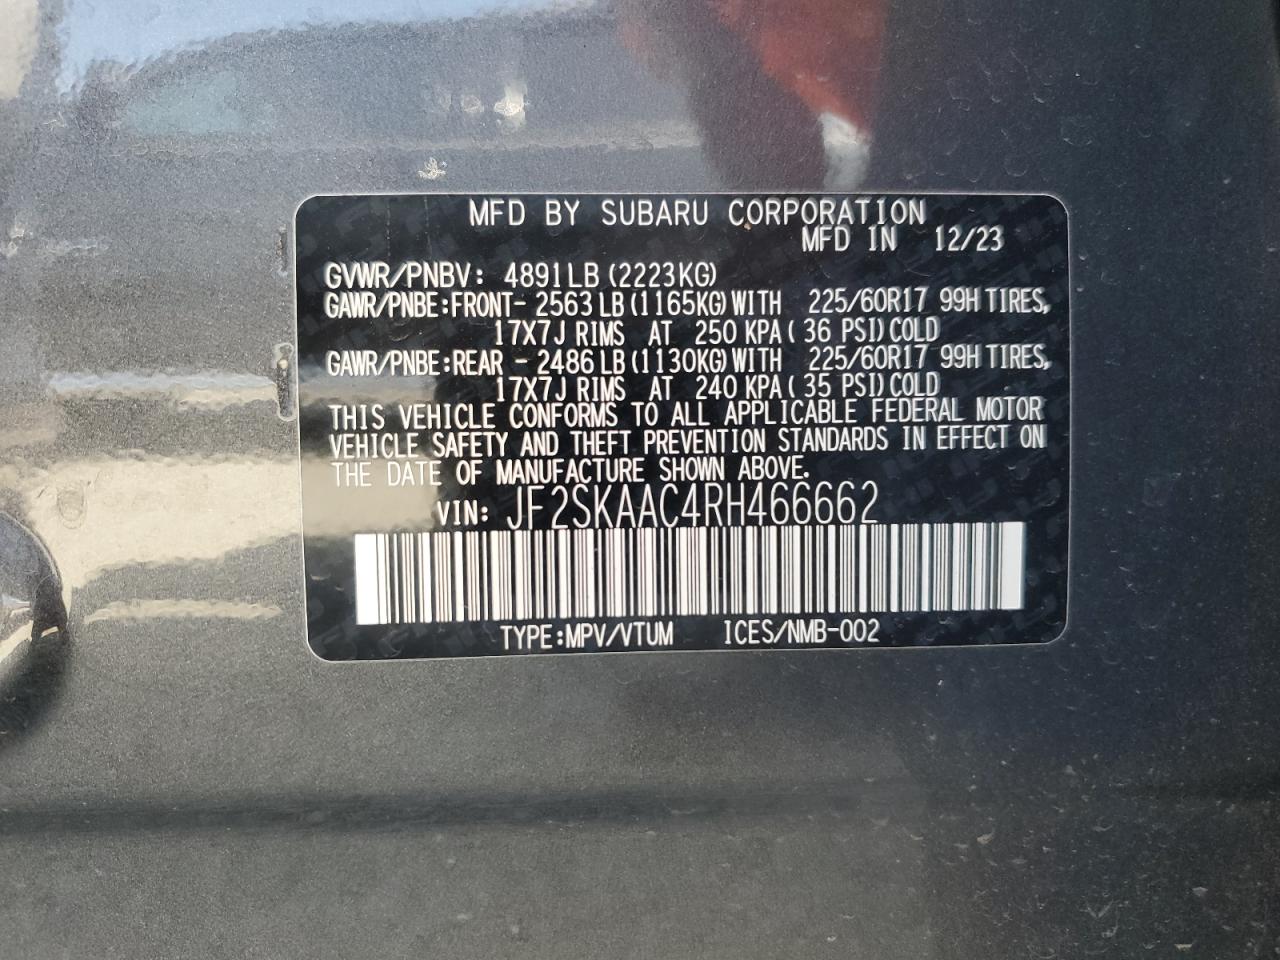 MFD BY SUBARU CORPORATION
MFD IN 12/23
GVWR/PNBV: 4891LB (2223KG)
GAWR/PNBE:FRONT- 2563LB (1165KG) WITH 225/60R17 99H TIRES,
17X7J RIMS AT 250 KPA ( 36 PSI) COLD
GAWR/PNBE:REAR - 2486LB (1130KG) WITH 225/60R17 99H TIRES,
17X7J RIMS AT 240 KPA ( 35 PSI) COLD
THIS VEHICLE CONFORMS TO ALL APPLICABLE FEDERAL MOTOR
VEHICLE SAFETY AND THEFT PREVENTION STANDARDS IN EFFECT ON
THE DATE OF MANUFACTURE SHOWN ABOVE.
VIN: JF2SKAAC4RH466662
TYPE:MPV/VTUM ICES/NMB-002